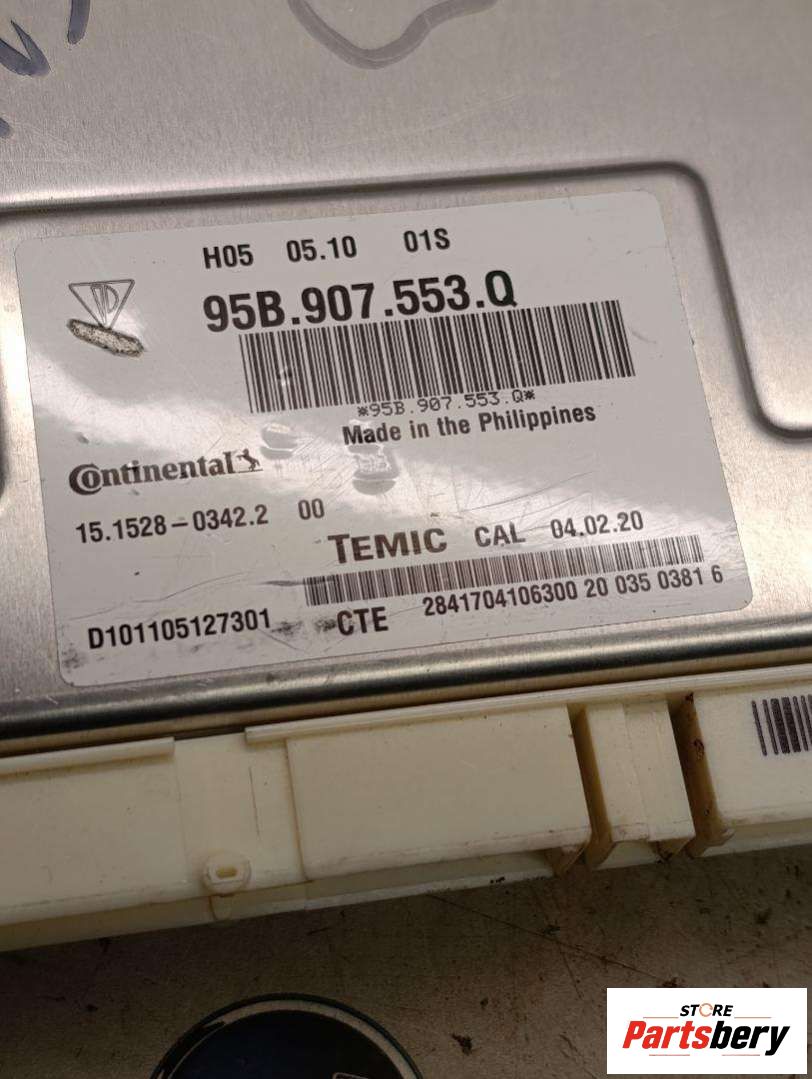 H05 05.10 01S
95B.907.553.Q
*95B.907.553.Q*
Made in the Philippines
Continental
15.1528-0342.2 00
TEMIC CAL 04.02.20
D101105127301 CTE 2841704106300 20 035 0381 6
STORE
Partsbery